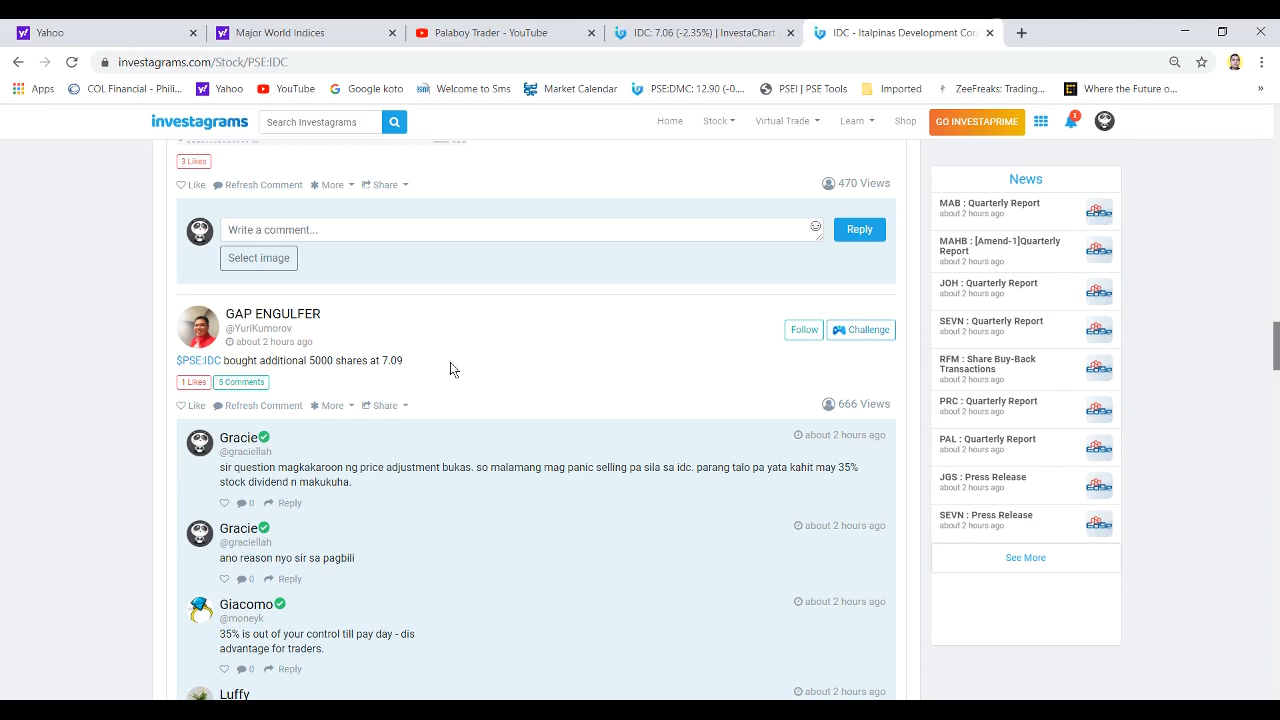 Yahoo
Major World Indices
Palaboy Trader - YouTube
IDC: 7.06 (-2.35%) | InvestaChart
IDC - Italpinas Development Cor
investagrams.com/Stock/PSE:IDC
Apps
COL Financial - Phili...
Yahoo
YouTube
Google koto
Welcome to Sms
Market Calendar
PSE:DMC: 12.90 (-0...
PSEI | PSE Tools
Imported
ZeeFreaks: Trading...
Where the Future o...
investagrams
Search Investagrams
Home
Stock
Virtual Trade
Learn
Shop
GO INVESTAPRIME
1
3 Likes
Like
Refresh Comment
More
Share
470 Views
Write a comment...
Reply
Select image
GAP ENGULFER
@YuriKumorov
about 2 hours ago
Follow
Challenge
$PSE:IDC bought additional 5000 shares at 7.09
1 Likes
5 Comments
Like
Refresh Comment
More
Share
666 Views
Gracie
about 2 hours ago
@graciellah
sir question magkakaroon ng price adjustment bukas. so malamang mag panic selling pa sila sa idc. parang talo pa yata kahit may 35%
stock dividend n makukuha.
0
Reply
Gracie
about 2 hours ago
@graciellah
ano reason nyo sir sa pagbili
0
Reply
Giacomo
about 2 hours ago
@moneyk
35% is out of your control till pay day - dis
advantage for traders.
0
Reply
Luffy
about 2 hours ago
News
MAB : Quarterly Report
about 2 hours ago
MAHB : [Amend-1]Quarterly
Report
about 2 hours ago
JOH : Quarterly Report
about 2 hours ago
SEVN : Quarterly Report
about 2 hours ago
RFM : Share Buy-Back
Transactions
about 2 hours ago
PRC : Quarterly Report
about 2 hours ago
PAL : Quarterly Report
about 2 hours ago
JGS : Press Release
about 2 hours ago
SEVN : Press Release
about 2 hours ago
See More